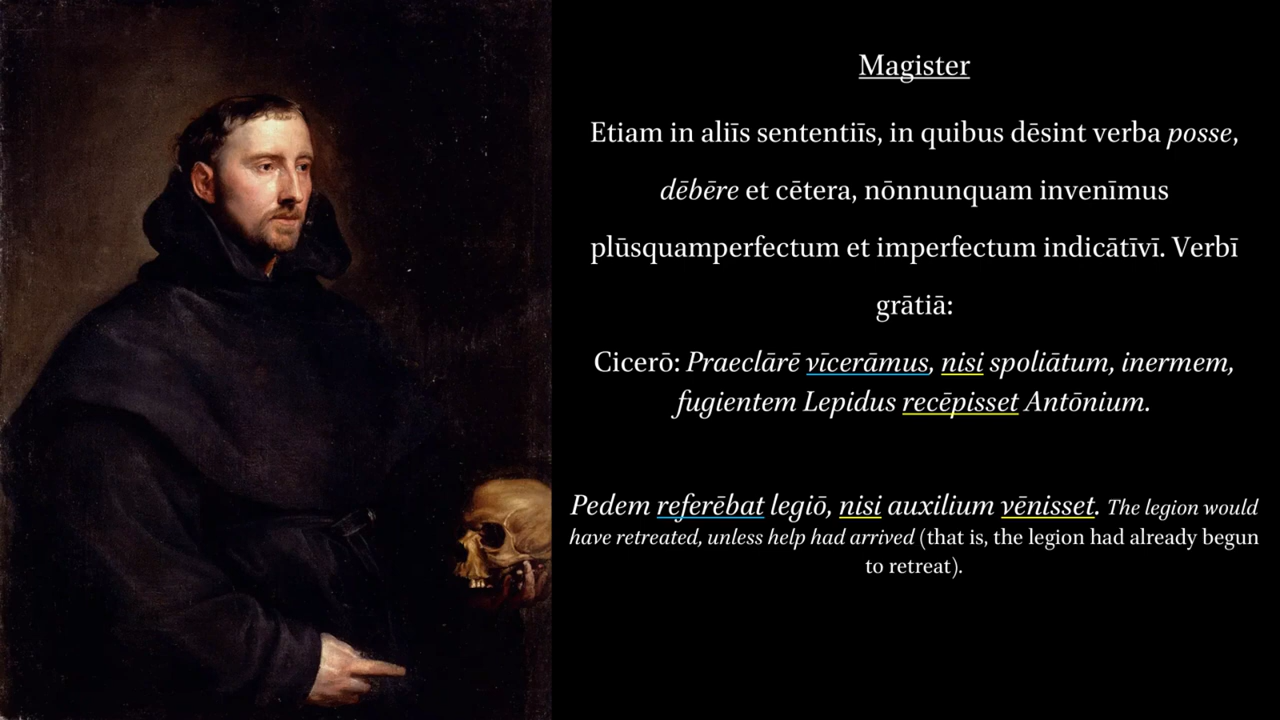 Magister
Etiam in aliīs sententiīs, in quibus dēsint verba posse,
dēbēre et cētera, nōnnunquam invenīmus
plūsquamperfectum et imperfectum indicātīvī. Verbī
grātiā:
Cicerō: Praeclārē vīcerāmus, nisi spoliātum, inermem,
fugientem Lepidus recēpisset Antōnium.
Pedem referēbat legiō, nisi auxilium vēnisset. The legion would
have retreated, unless help had arrived (that is, the legion had already begun
to retreat).